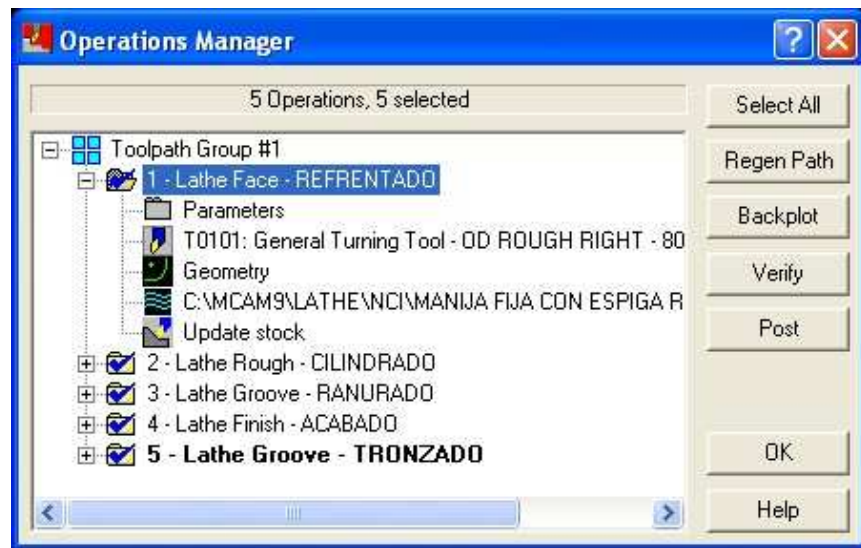 Operations Manager
5 Operations, 5 selected
Select All
Toolpath Group #1
1 - Lathe Face - REFRENTADO
Regen Path
Parameters
T0101: General Turning Tool - OD ROUGH RIGHT - 80
Backplot
Geometry
Verify
C:\MCAM9\LATHE\NCI\MANIJA FIJA CON ESPIGA R
Update stock
Post
2 - Lathe Rough - CILINDRADO
3 - Lathe Groove - RANURADO
4 - Lathe Finish - ACABADO
5 - Lathe Groove - TRONZADO
OK
Help